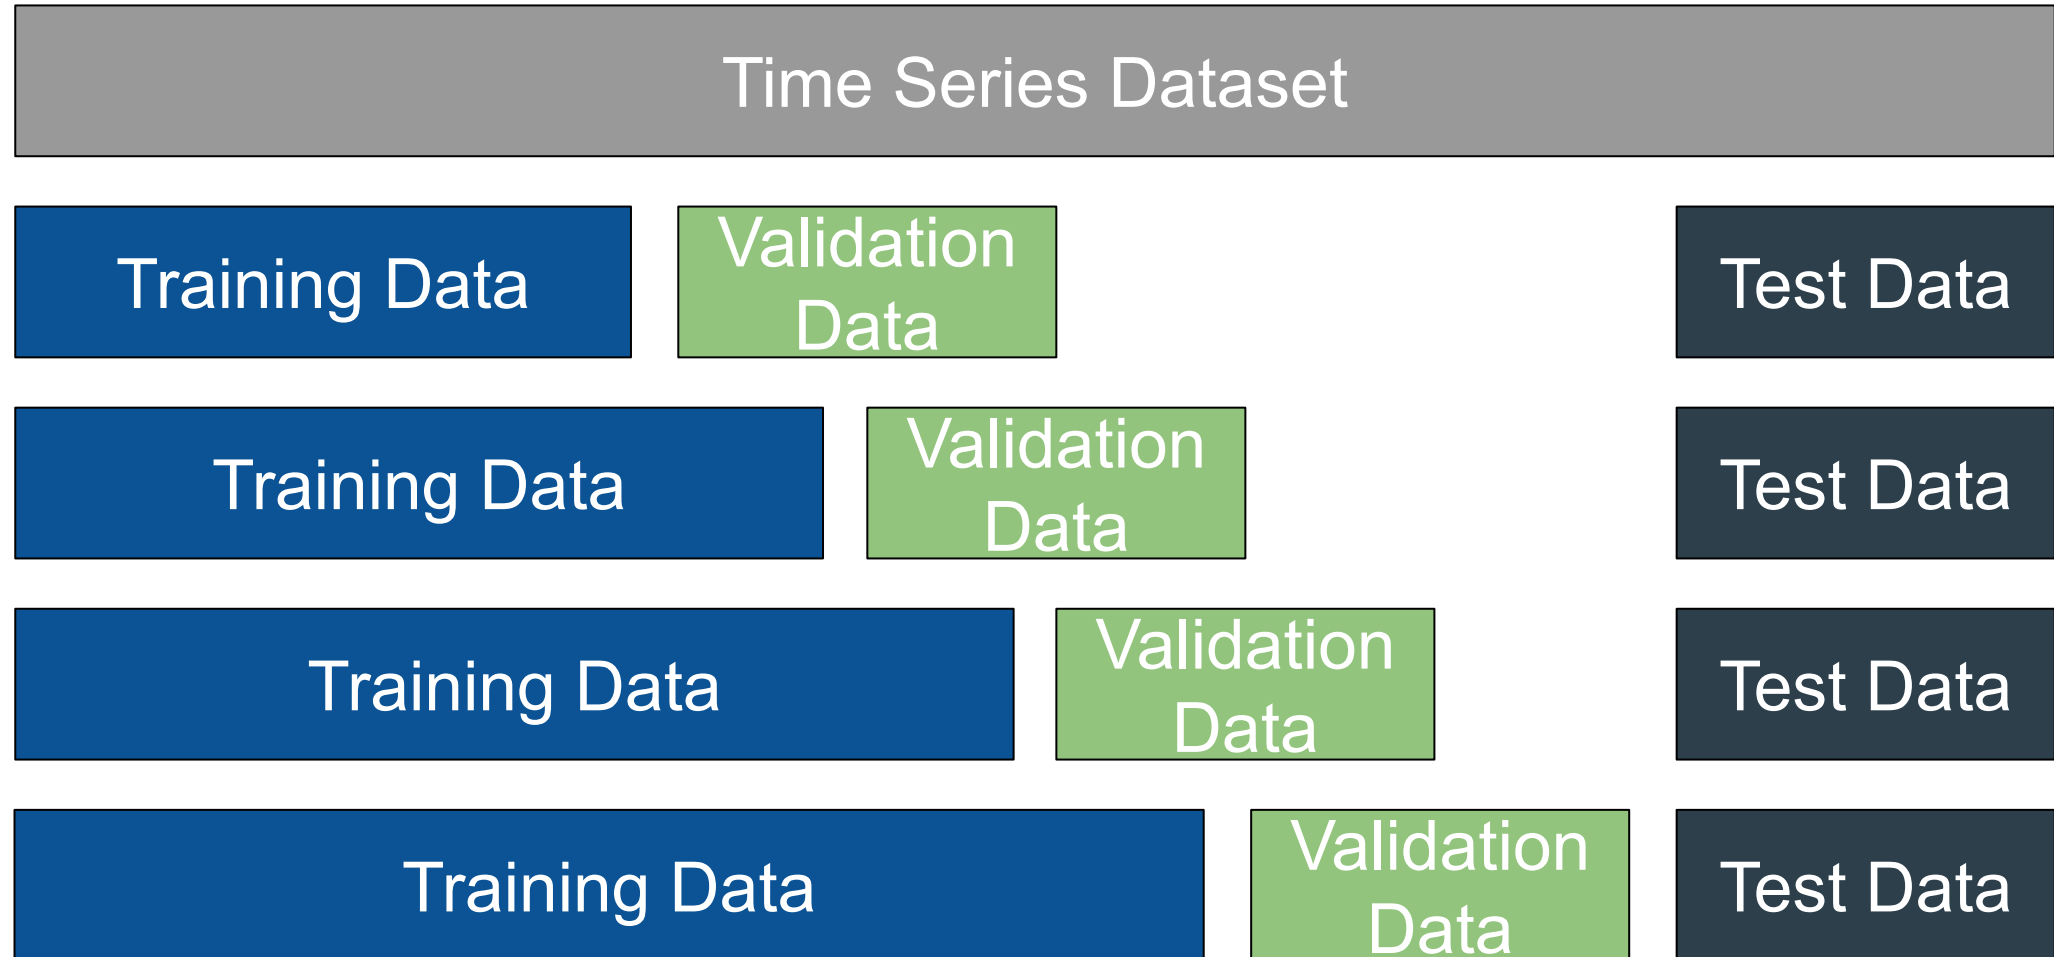 Time Series Dataset
Training Data
Validation
Data
Test Data
Training Data
Validation
Data
Test Data
Training Data
Validation
Data
Test Data
Training Data
Validation
Data
Test Data